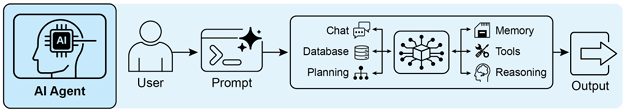 AI
AI Agent
User
Prompt
Chat
Database
Planning
Memory
Tools
Reasoning
Output